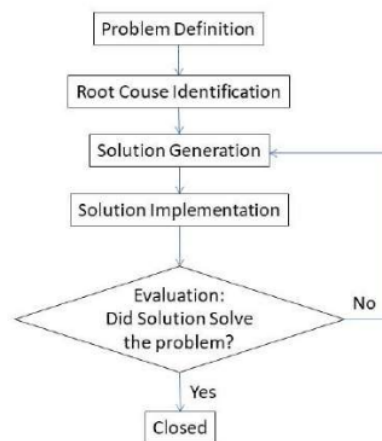 Problem Definition
Root Couse Identification
Solution Generation
Solution Implementation
Evaluation:
Did Solution Solve
the problem?
No
Yes
Closed